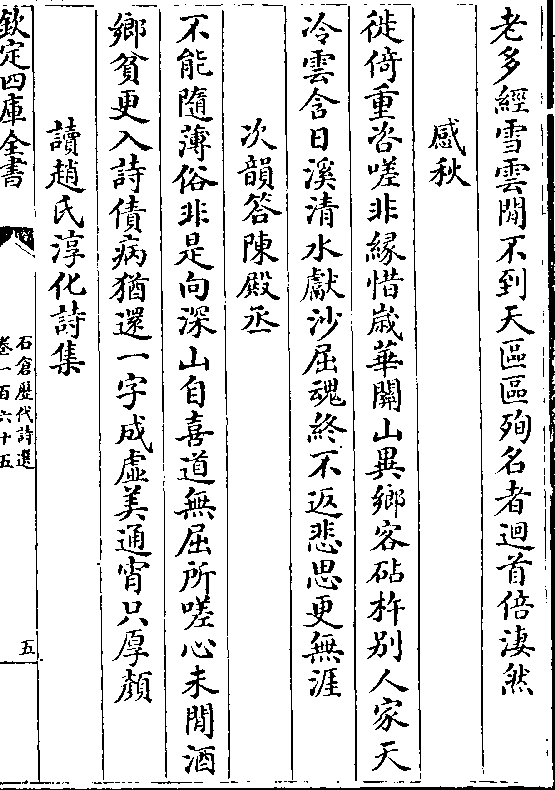 老多經雪雲閒不到天區區殉名者迴首倍淒然
感秋
徙倚重咨嗟非緣惜歲華關山異鄉客砧杵别人家天
冷雲含日溪清水獻沙屈魂終不返悲思更無涯
次韻答陳殿丞
不能隨薄俗非是向深山自喜道無屈所嗟心未閒酒
鄉貧更入詩債病猶還一字成虛美通宵只厚顔
讀趙氏淳化詩集
欽定四庫全書
石倉歷代詩選
卷一百六十五
五